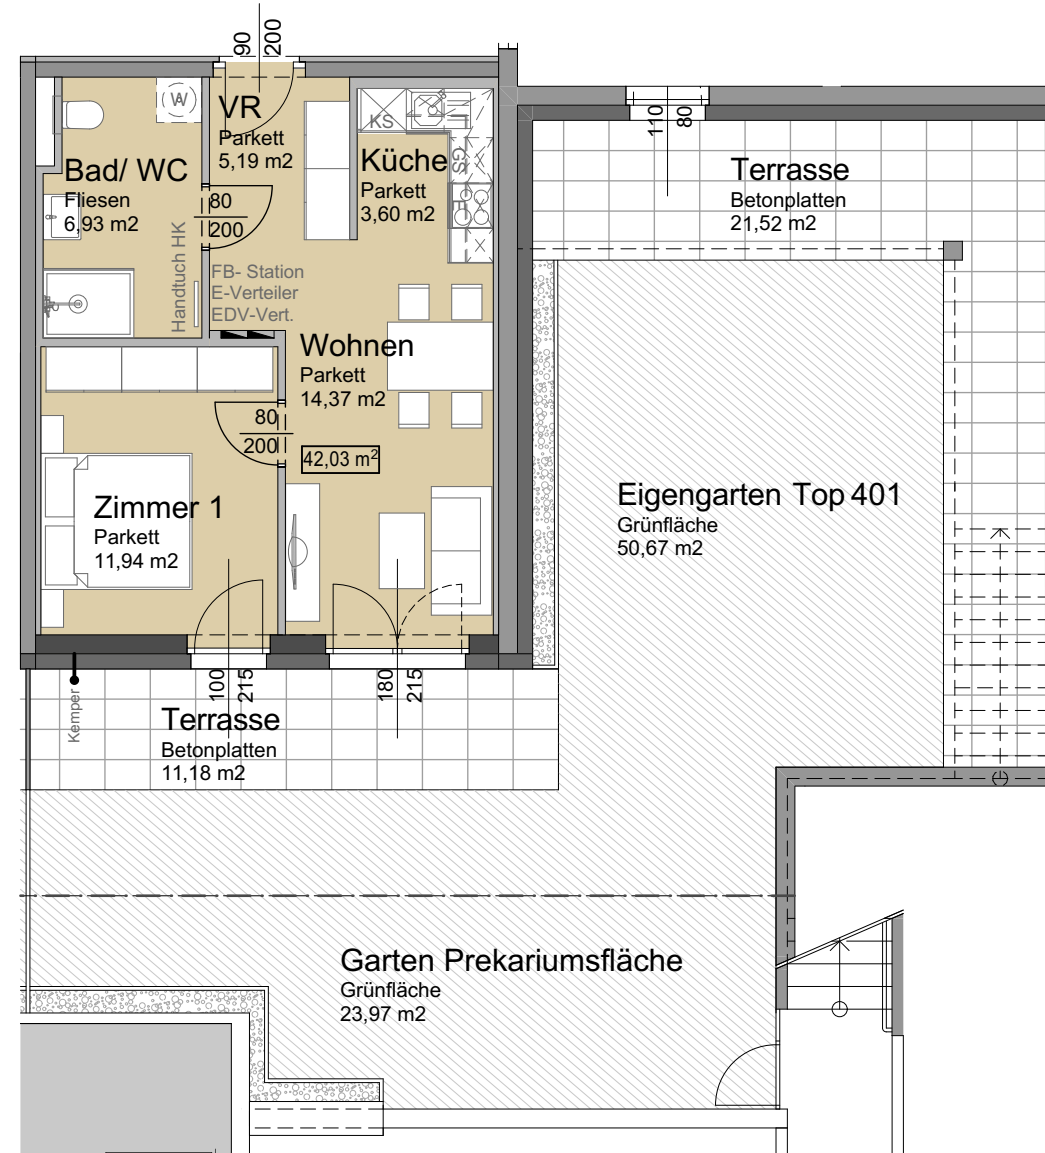 90
200
W
VR
Parkett
5,19 m2
KS
GS
E
Küche
Parkett
3,60 m2
Bad/ WC
Fliesen
6,93 m2
80
200
Handtuch HK
FB- Station
E-Verteiler
EDV-Vert.
Wohnen
Parkett
14,37 m2
80
200
42,03 m²
Zimmer 1
Parkett
11,94 m2
110
80
Terrasse
Betonplatten
21,52 m2
Eigengarten Top 401
Grünfläche
50,67 m2
Kemper
100
215
180
215
Terrasse
Betonplatten
11,18 m2
Garten Prekariumsfläche
Grünfläche
23,97 m2